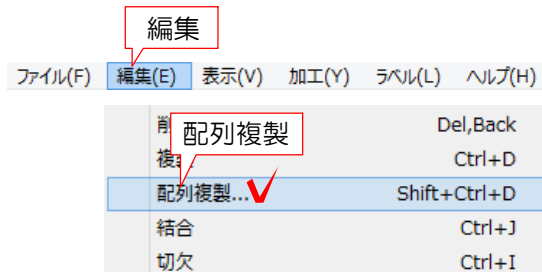 編集
ファイル(F) 編集(E) 表示(V) 加工(Y) ラベル(L) ヘルプ(H)
配列複製
削 Del,Back
複製 Ctrl+D
配列複製... Shift+Ctrl+D
結合 Ctrl+J
切欠 Ctrl+I